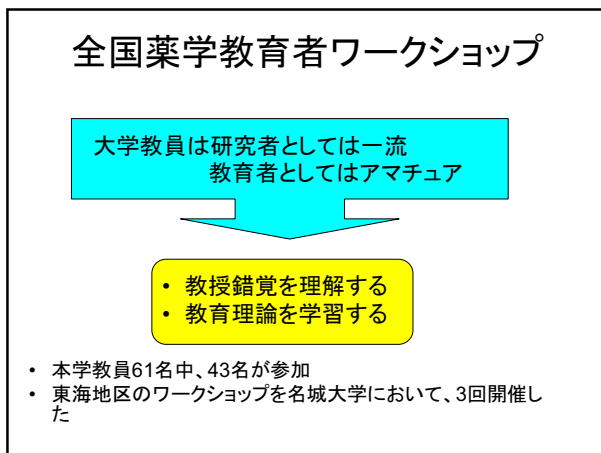 全国薬学教育者ワークショップ
大学教員は研究者としては一流
教育者としてはアマチュア
• 教授錯覚を理解する
• 教育理論を学習する
• 本学教員61名中、43名が参加
• 東海地区のワークショップを名城大学において、3回開催し
た